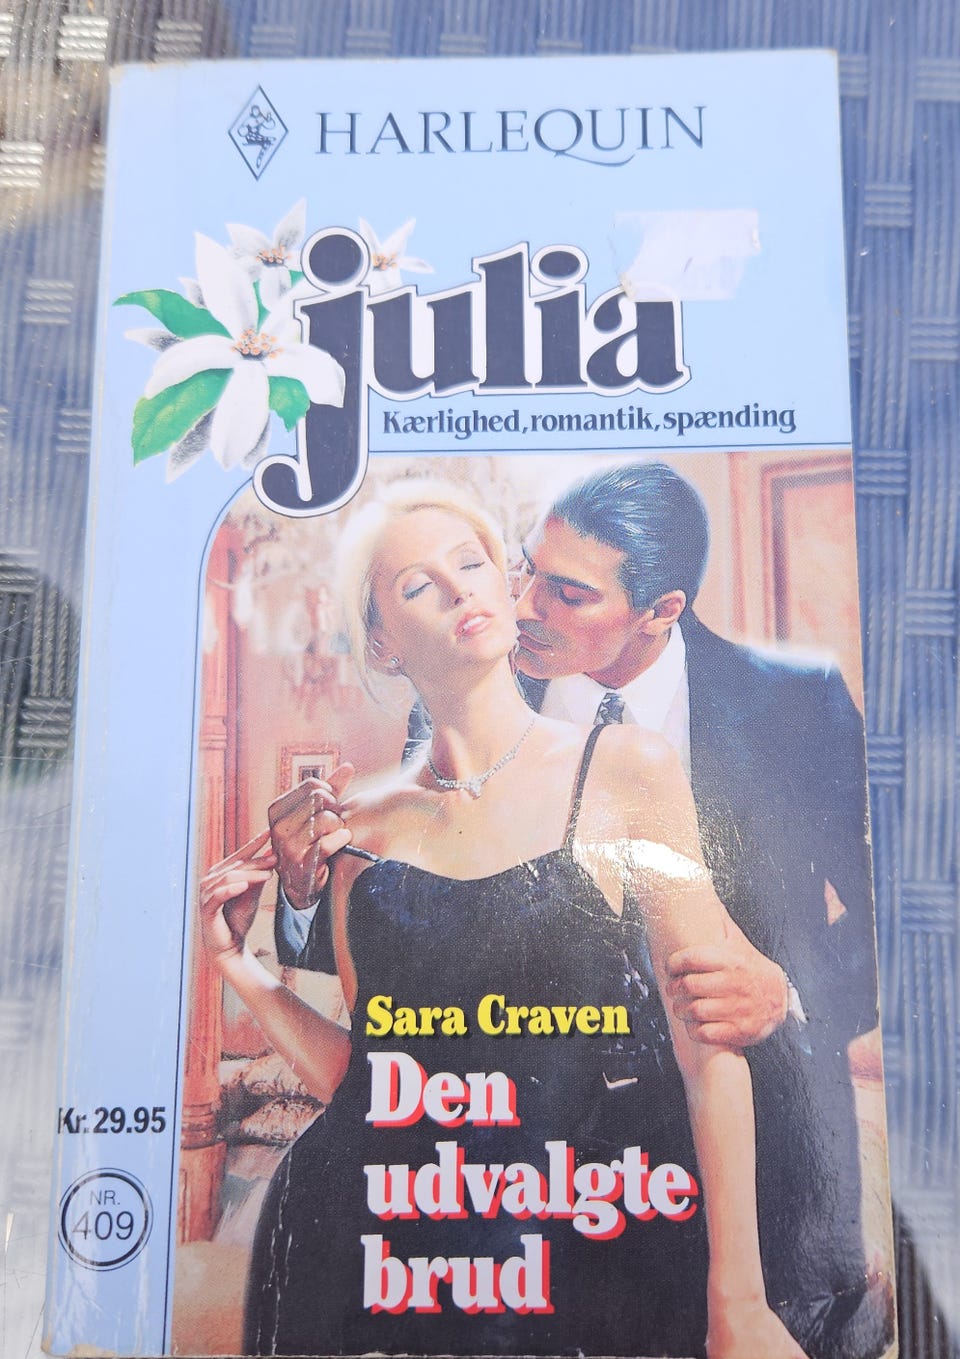 HARLEQUIN
julia
Kærlighed, romantik, spænding
Sara Craven
Den
udvalgte
brud
Kr. 29.95
NR.
409